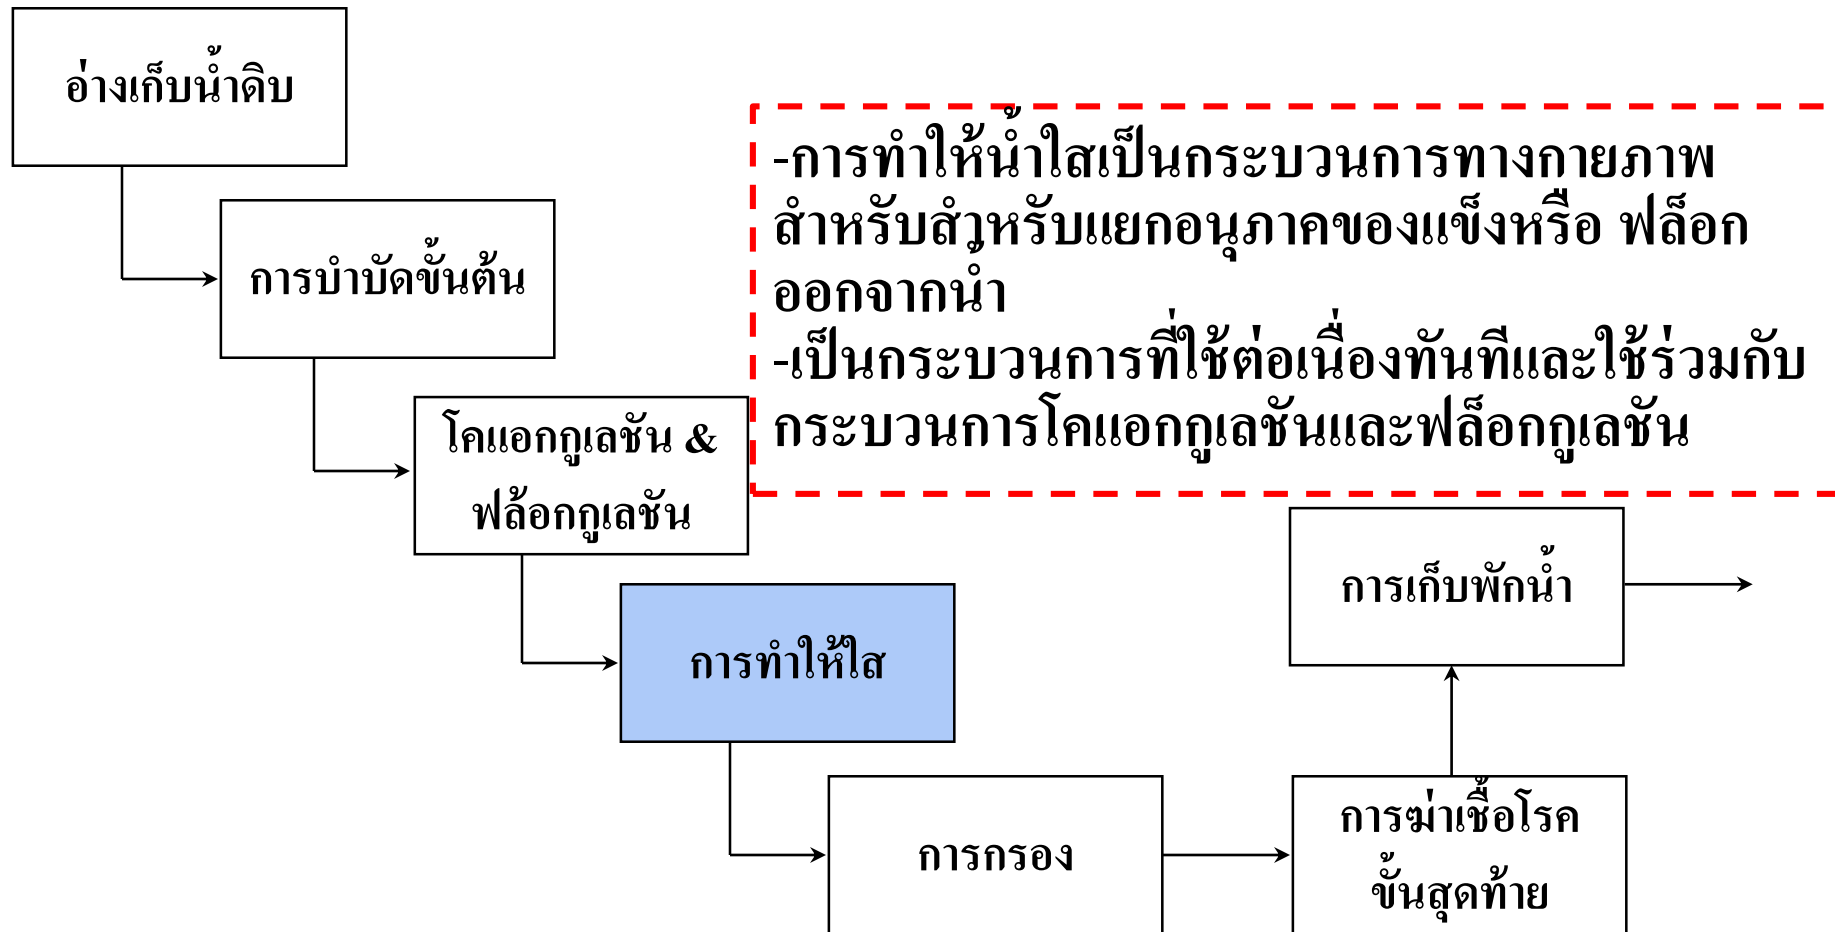 อ่างเก็บน้ำดิบ
การบำบัดขั้นต้น
-การทำให้น้ำใสเป็นกระบวนการทางกายภาพ
สำหรับสำหรับแยกอนุภาคของแข็งหรือ ฟล็อก
ออกจากน้ำ
-เป็นกระบวนการที่ใช้ต่อเนื่องทันทีและใช้ร่วมกับ
กระบวนการโคแอกกูเลชันและฟล็อกกูเลชัน
โคแอกกูเลชัน &
ฟล้อกกูเลชัน
การทำให้ใส
การกรอง
การฆ่าเชื้อโรค
ขั้นสุดท้าย
การเก็บพักน้ำ